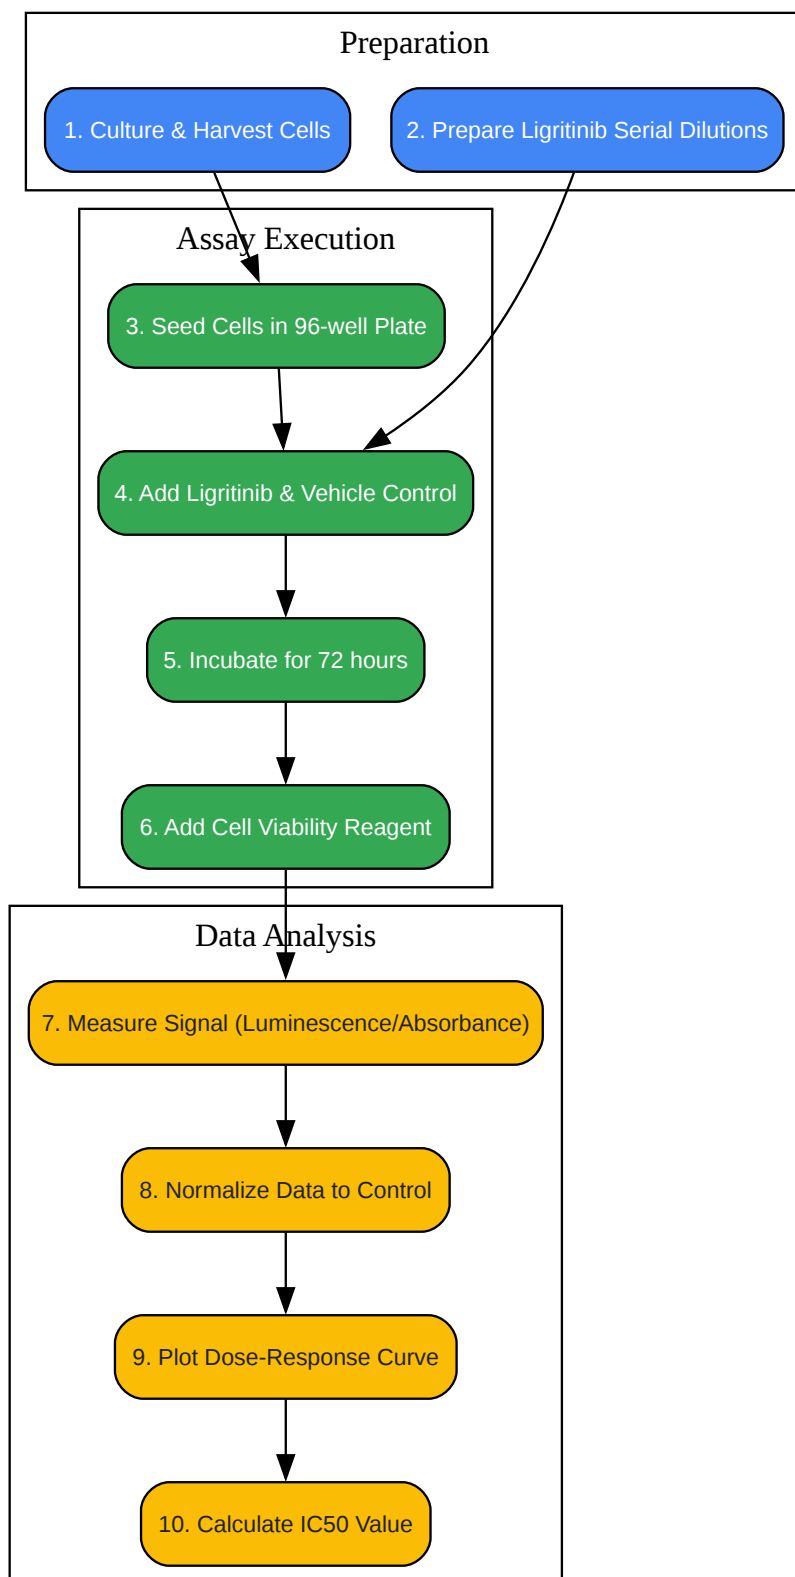 Preparation
1. Culture & Harvest Cells
2. Prepare Ligritinib Serial Dilutions
Assay Execution
3. Seed Cells in 96-well Plate
4. Add Ligritinib & Vehicle Control
5. Incubate for 72 hours
6. Add Cell Viability Reagent
Data Analysis
7. Measure Signal (Luminescence/Absorbance)
8. Normalize Data to Control
9. Plot Dose-Response Curve
10. Calculate IC50 Value